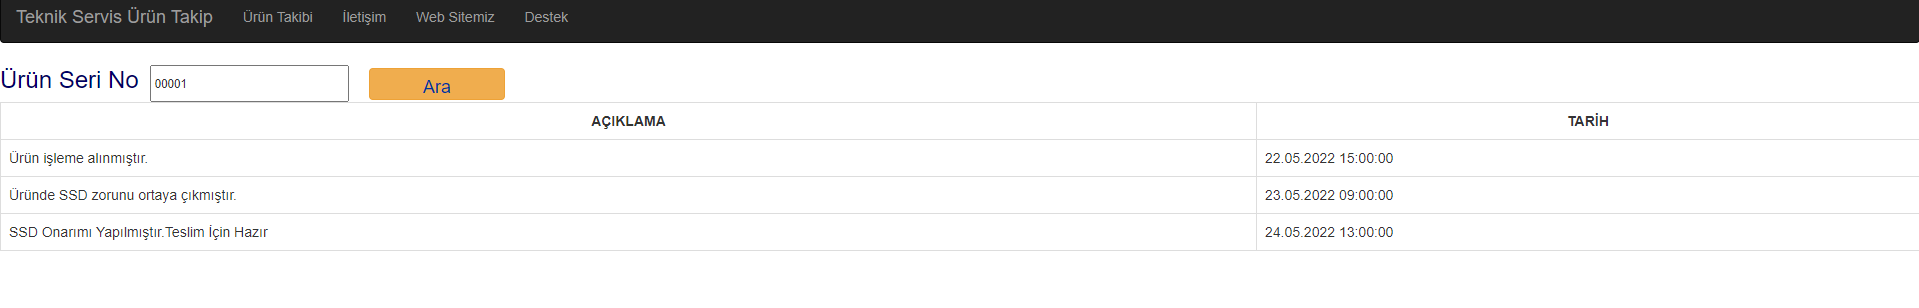 Teknik Servis Ürün Takip Ürün Takibi İletişim Web Sitemiz Destek
Ürün Seri No 00001 Ara
AÇIKLAMA TARİH
Ürün işleme alınmıştır. 22.05.2022 15:00:00
Üründe SSD zorunu ortaya çıkmıştır. 23.05.2022 09:00:00
SSD Onarımı Yapılmıştır.Teslim İçin Hazır 24.05.2022 13:00:00